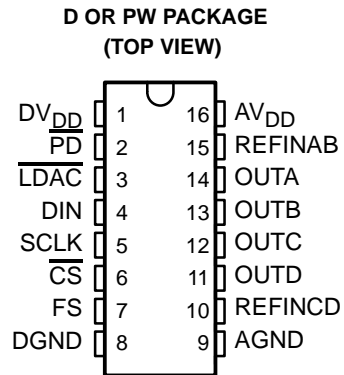 D OR PW PACKAGE
(TOP VIEW)
DVDD 1 16 AVDD
PD 2 15 REFINAB
LDAC 3 14 OUTA
DIN 4 13 OUTB
SCLK 5 12 OUTC
CS 6 11 OUTD
FS 7 10 REFINCD
DGND 8 9 AGND